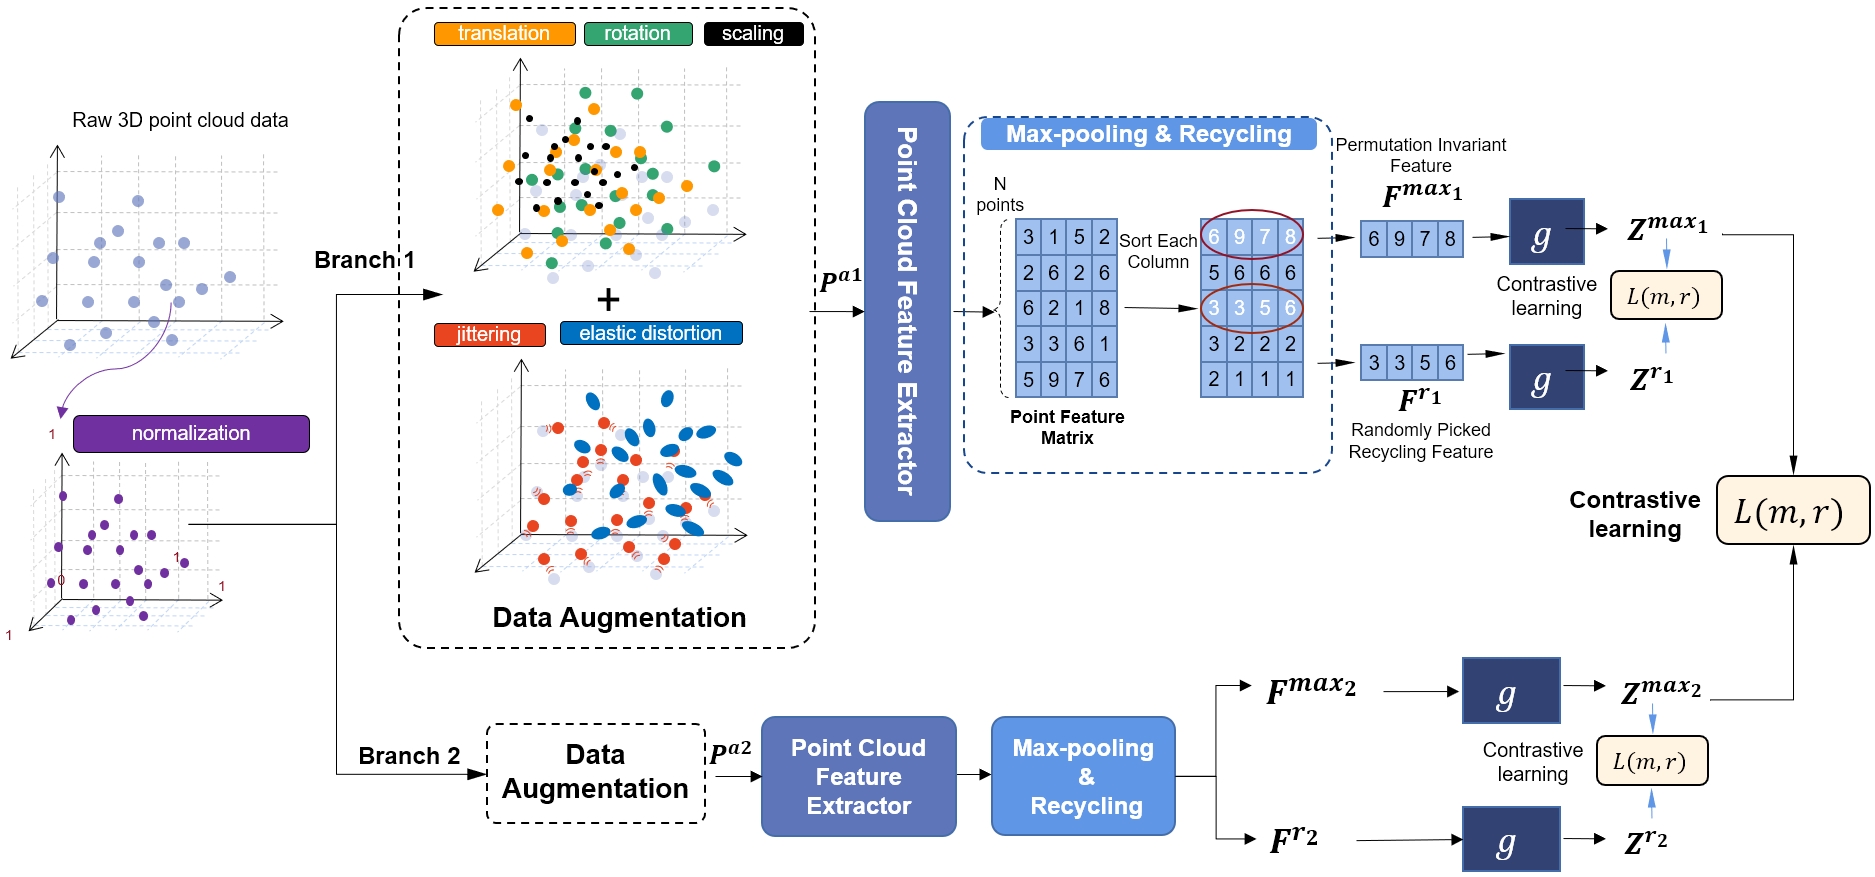 translation rotation scaling
Raw 3D point cloud data
Branch 1
+
jittering elastic distortion
Data Augmentation
1
normalization
1
0
1
1
P^{a1}
Point Cloud Feature Extractor
Max-pooling & Recycling
N
points
3 1 5 2
2 6 2 6
6 2 1 8
3 3 6 1
5 9 7 6
Point Feature
Matrix
Sort Each
Column
6 9 7 8
5 6 6 6
3 3 5 6
3 2 2 2
2 1 1 1
Permutation Invariant
Feature
F^{max_1}
6 9 7 8
g
Z^{max_1}
Contrastive
learning
L(m,r)
3 3 5 6
F^{r_1}
Randomly Picked
Recycling Feature
g
Z^{r_1}
Contrastive
learning
L(m,r)
Branch 2
Data
Augmentation
P^{a2}
Point Cloud
Feature
Extractor
Max-pooling
&
Recycling
F^{max_2}
g
Z^{max_2}
Contrastive
learning
L(m,r)
F^{r_2}
g
Z^{r_2}